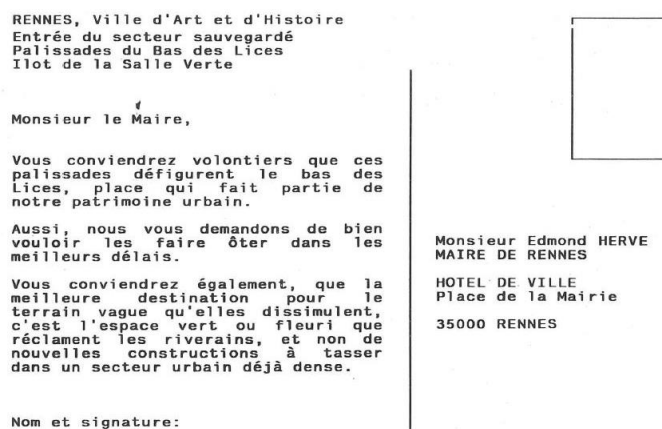 RENNES, Ville d'Art et d'Histoire
Entrée du secteur sauvegardé
Palissades du Bas des Lices
Ilot de la Salle Verte
Monsieur le Maire,
Vous conviendrez volontiers que ces
palissades défigurent le bas des
Lices, place qui fait partie de
notre patrimoine urbain.
Aussi, nous vous demandons de bien
vouloir les faire ôter dans les
meilleurs délais.
Vous conviendrez également, que la
meilleure destination pour le
terrain vague qu'elles dissimulent,
c'est l'espace vert ou fleuri que
réclament les riverains, et non de
nouvelles constructions à tasser
dans un secteur urbain déjà dense.
Nom et signature:
Monsieur Edmond HERVE
MAIRE DE RENNES
HOTEL DE VILLE
Place de la Mairie
35000 RENNES